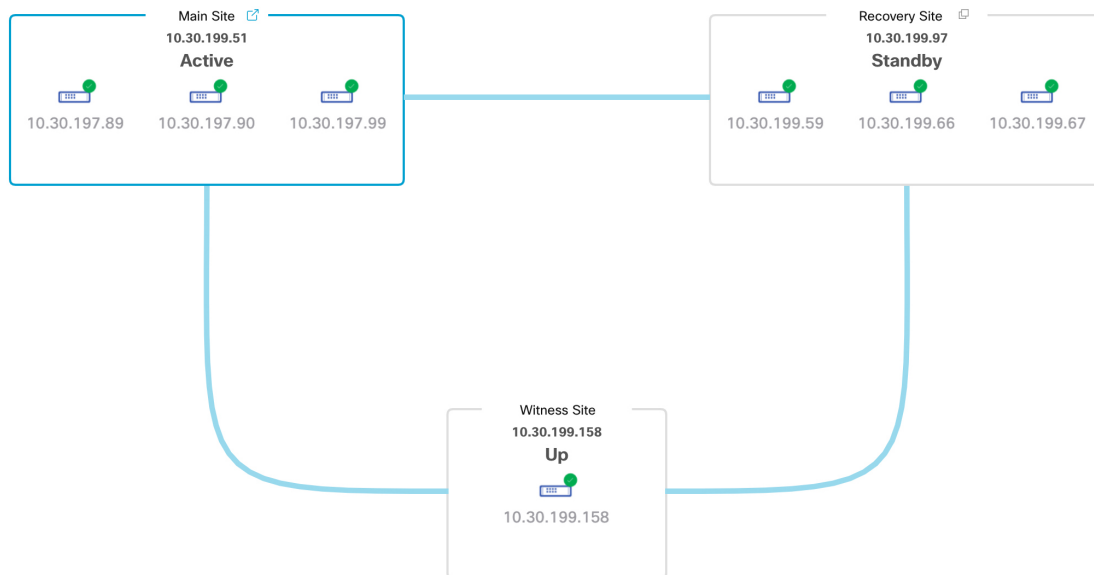 Main Site
10.30.199.51
Active
10.30.197.89
10.30.197.90
10.30.197.99
Recovery Site
10.30.199.97
Standby
10.30.199.59
10.30.199.66
10.30.199.67
Witness Site
10.30.199.158
Up
10.30.199.158